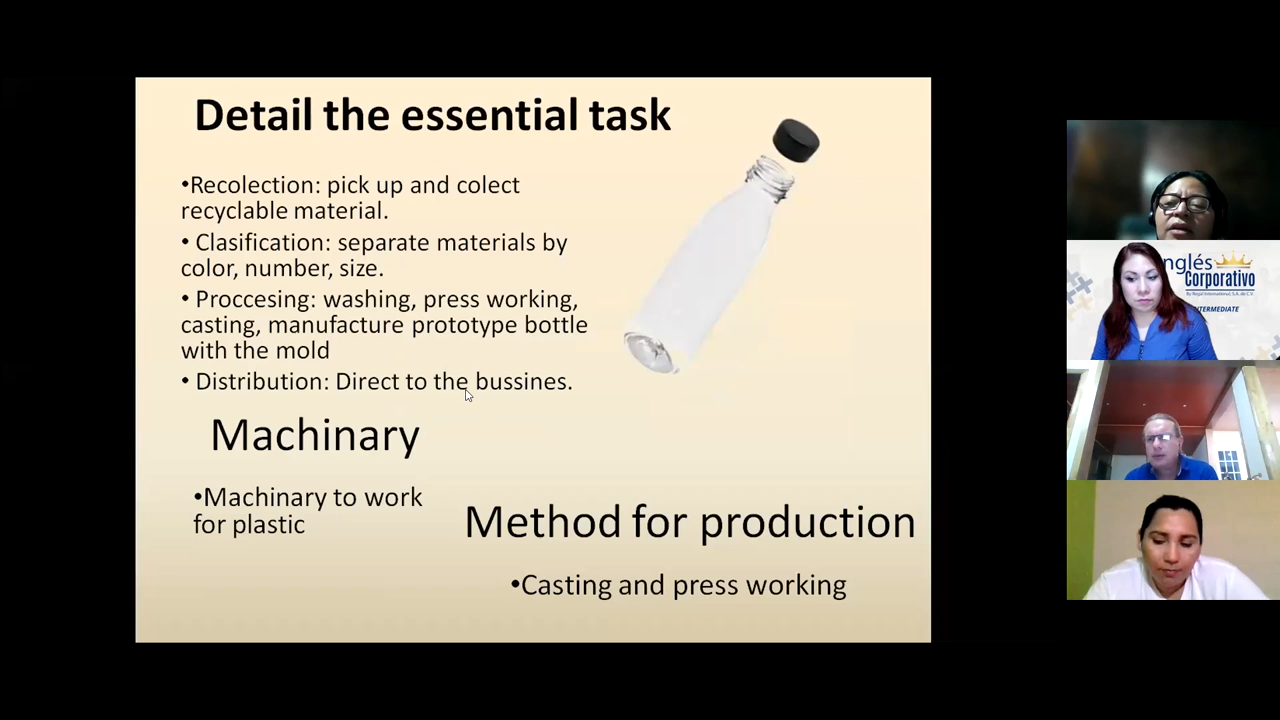 Detail the essential task
•Recolection: pick up and colect
recyclable material.
• Clasification: separate materials by
color, number, size.
• Proccesing: washing, press working,
casting, manufacture prototype bottle
with the mold
• Distribution: Direct to the bussines.
Machinary
•Machinary to work
for plastic
Method for production
•Casting and press working
nglés
Corporativo
NTERMEDIATE